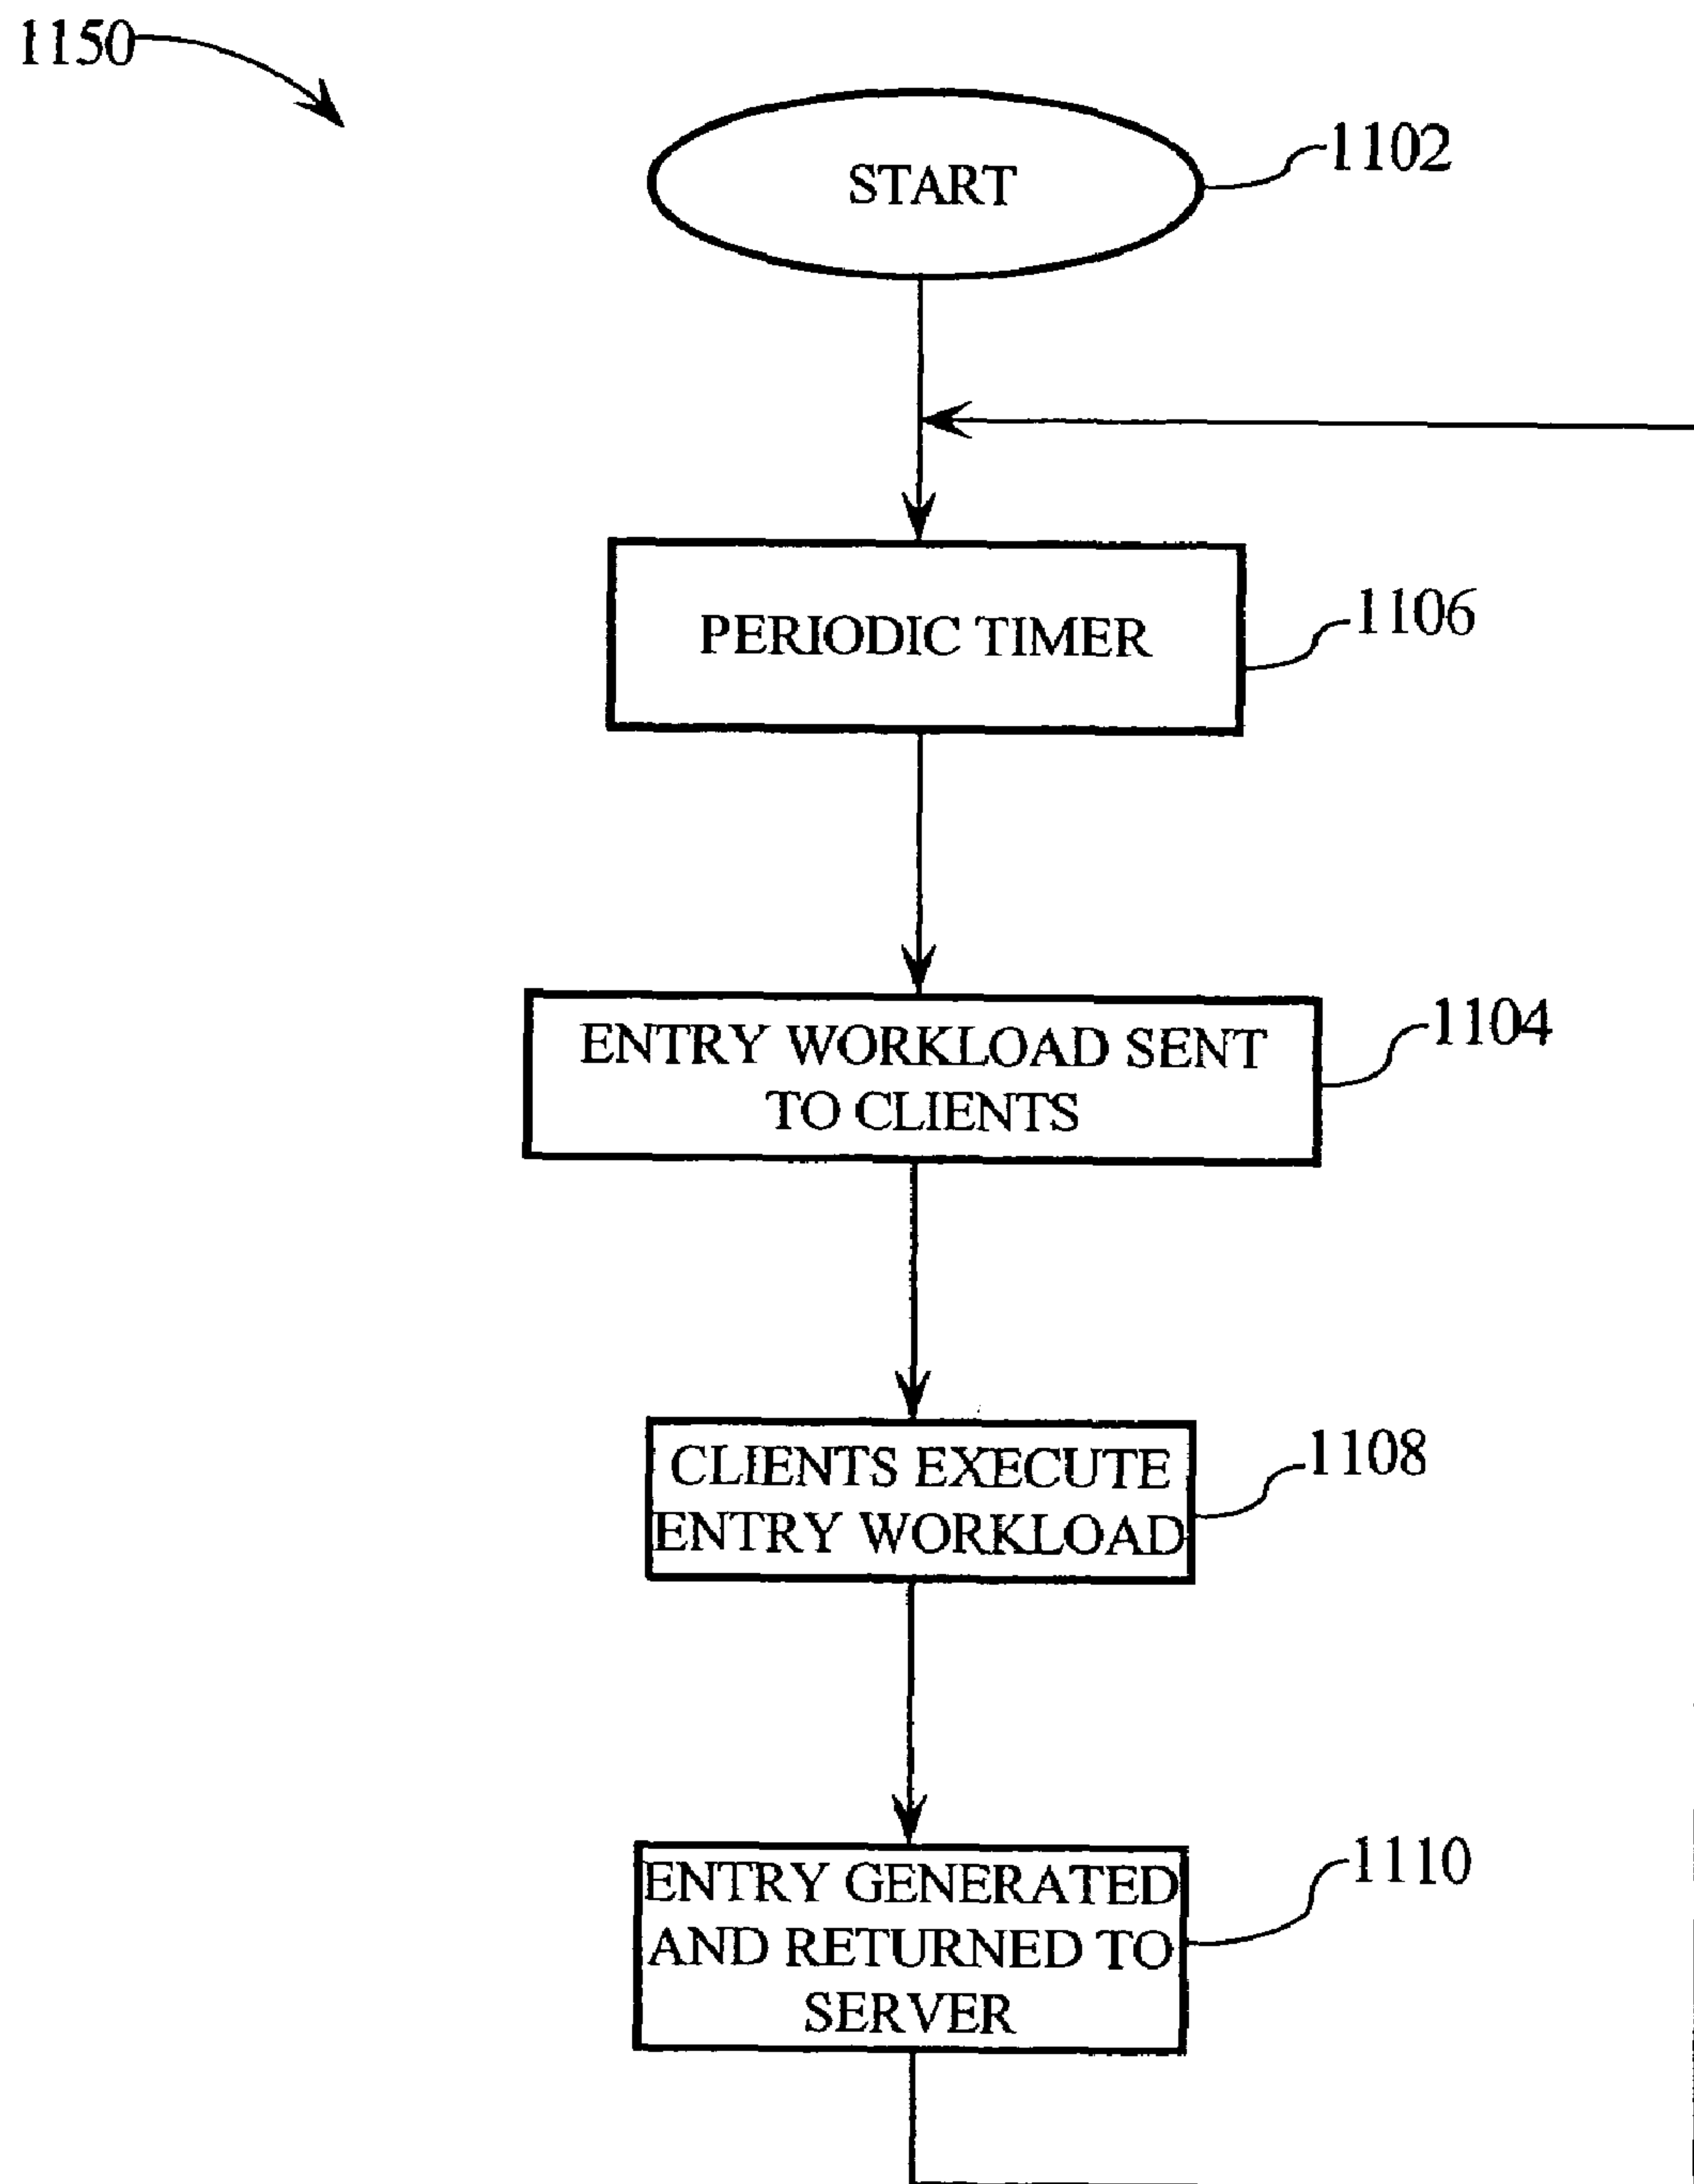 1150
START
1102
PERIODIC TIMER
1106
ENTRY WORKLOAD SENT
TO CLIENTS
1104
CLIENTS EXECUTE
ENTRY WORKLOAD
1108
ENTRY GENERATED
AND RETURNED TO
SERVER
1110